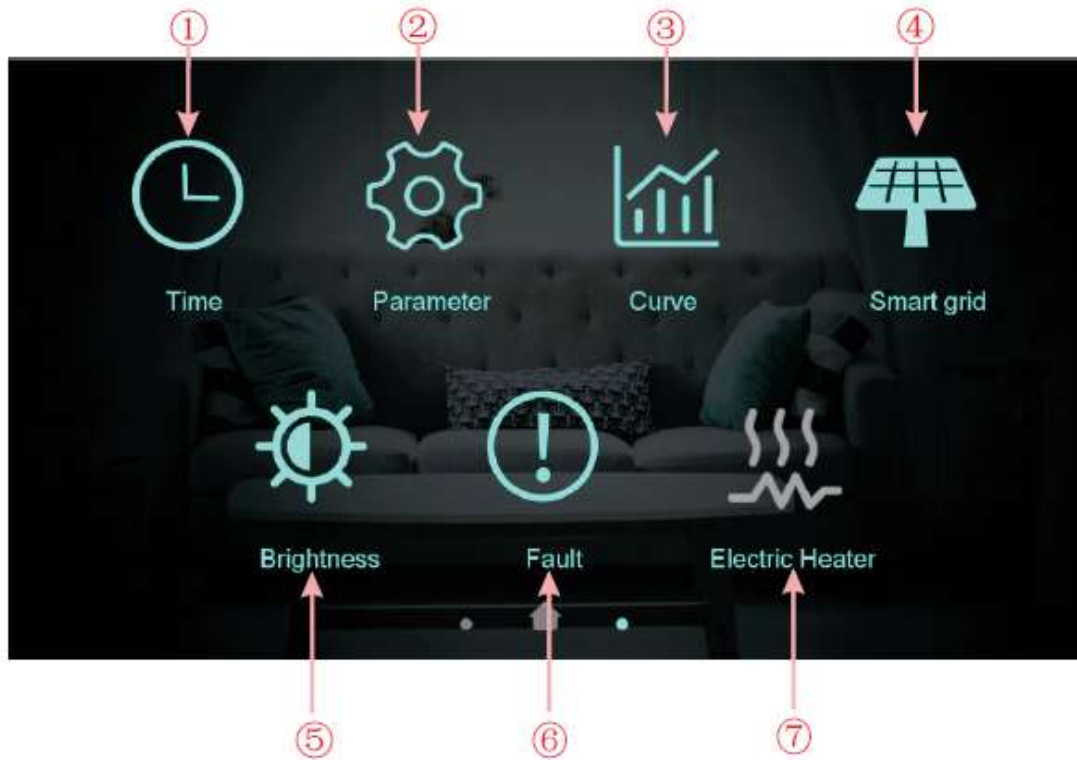 ① ② ③ ④
Time Parameter Curve Smart grid
Brightness Fault Electric Heater
⑤ ⑥ ⑦